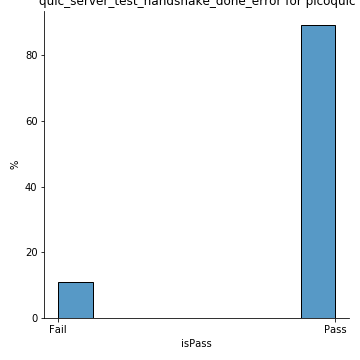 quic_server_test_handshake_done_error for picoquic
80
60
%
40
20
0
Fail
Pass
isPass